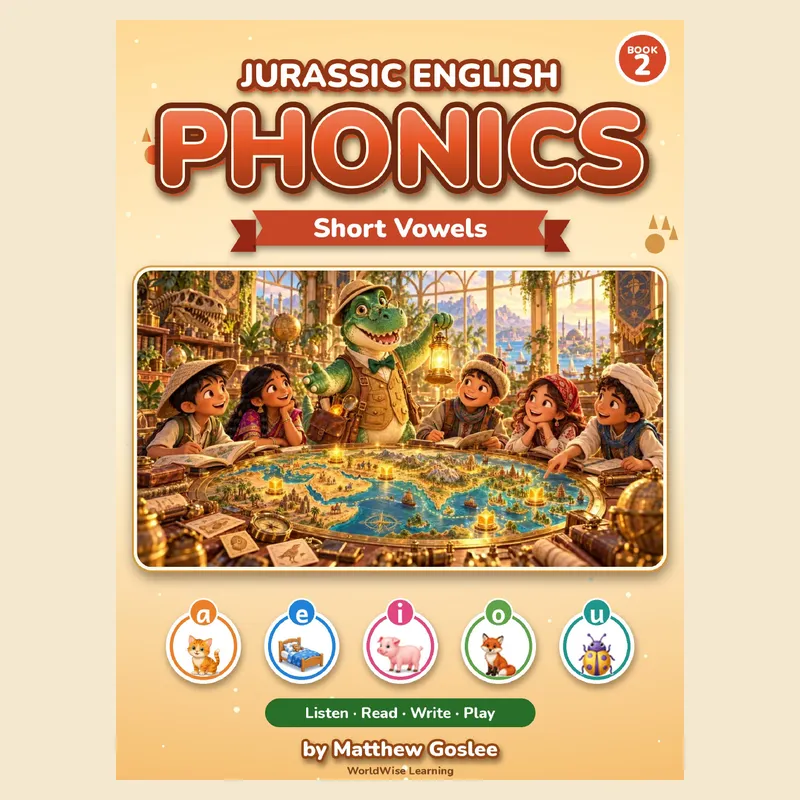 BOOK
2
JURASSIC ENGLISH
PHONICS
Short Vowels
a
e
i
o
u
Listen · Read · Write · Play
by Matthew Goslee
WorldWise Learning